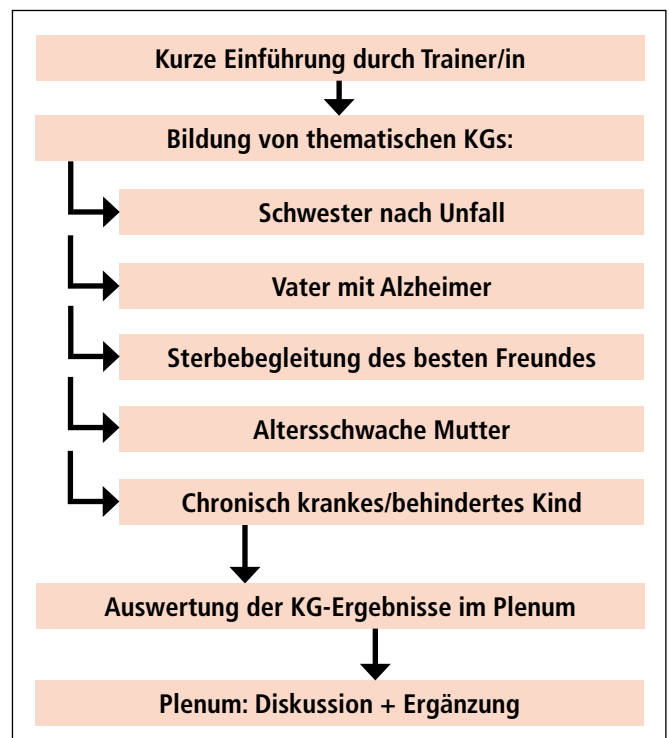 Kurze Einführung durch Trainer/in
Bildung von thematischen KGs:
Schwester nach Unfall
Vater mit Alzheimer
Sterbebegleitung des besten Freundes
Altersschwache Mutter
Chronisch krankes/behindertes Kind
Auswertung der KG-Ergebnisse im Plenum
Plenum: Diskussion + Ergänzung